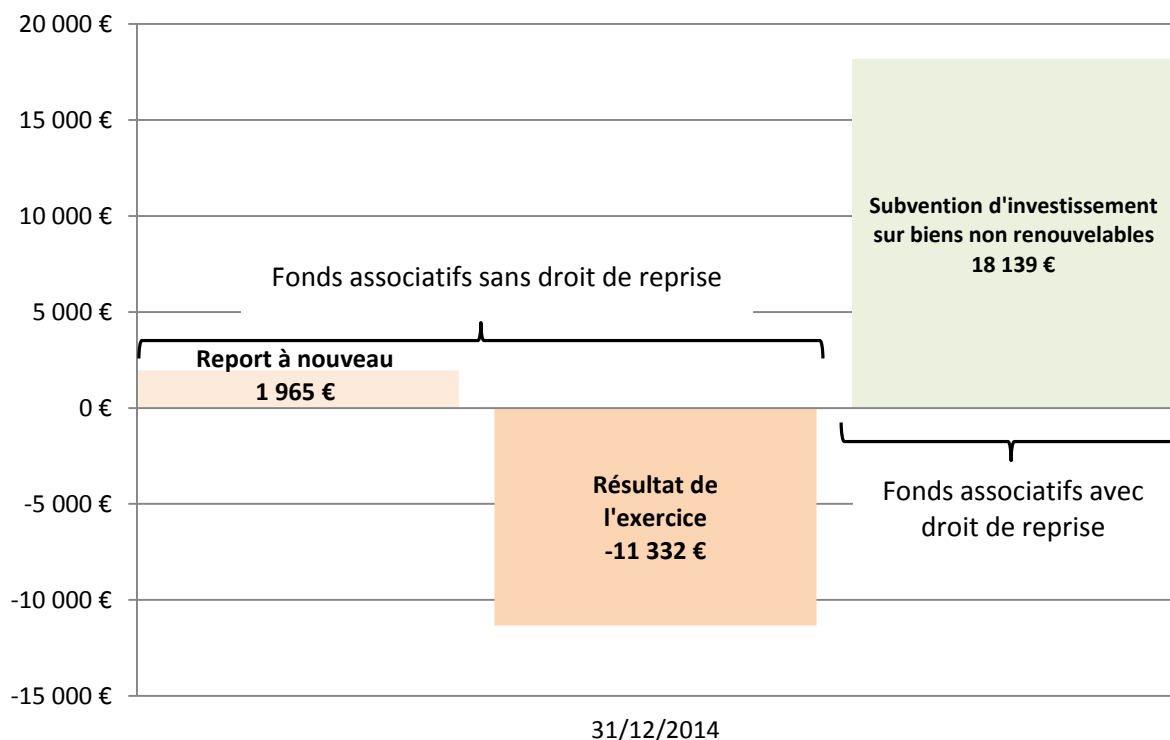 20 000 €
15 000 €
10 000 €
5 000 €
0 €
-5 000 €
-10 000 €
-15 000 €
Fonds associatifs sans droit de reprise
Report à nouveau
1 965 €
Résultat de
l'exercice
-11 332 €
Subvention d'investissement
sur biens non renouvelables
18 139 €
Fonds associatifs avec
droit de reprise
31/12/2014